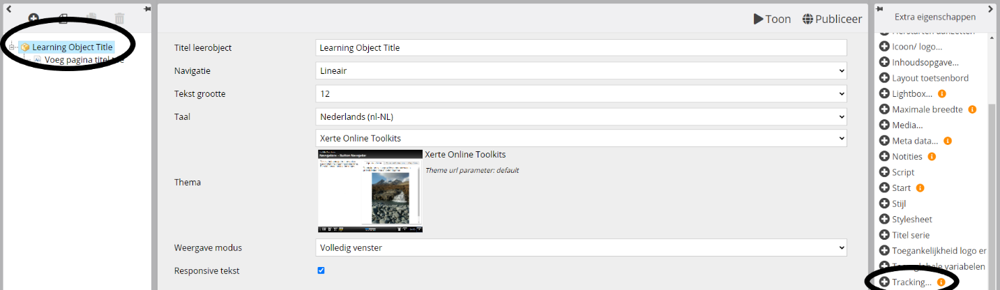 Learning Object Title
Voeg pagina titel
Toon
Publiceer
Titel leerobject
Learning Object Title
Navigatie
Lineair
Tekst grootte
12
Taal
Nederlands (nl-NL)
Xerte Online Toolkits
Thema
Xerte Online Toolkits
Theme url parameter: default
Weergave modus
Volledig venster
Responsive tekst
Extra eigenschappen
Icoon/ logo...
Inhoudsopgave...
Layout toetsenbord
Lightbox...
Maximale breedte
Media...
Meta data...
Notities
Script
Start
Stijl
Stylesheet
Titel serie
Toegankelijkheid logo er
globale variabelen
Tracking...